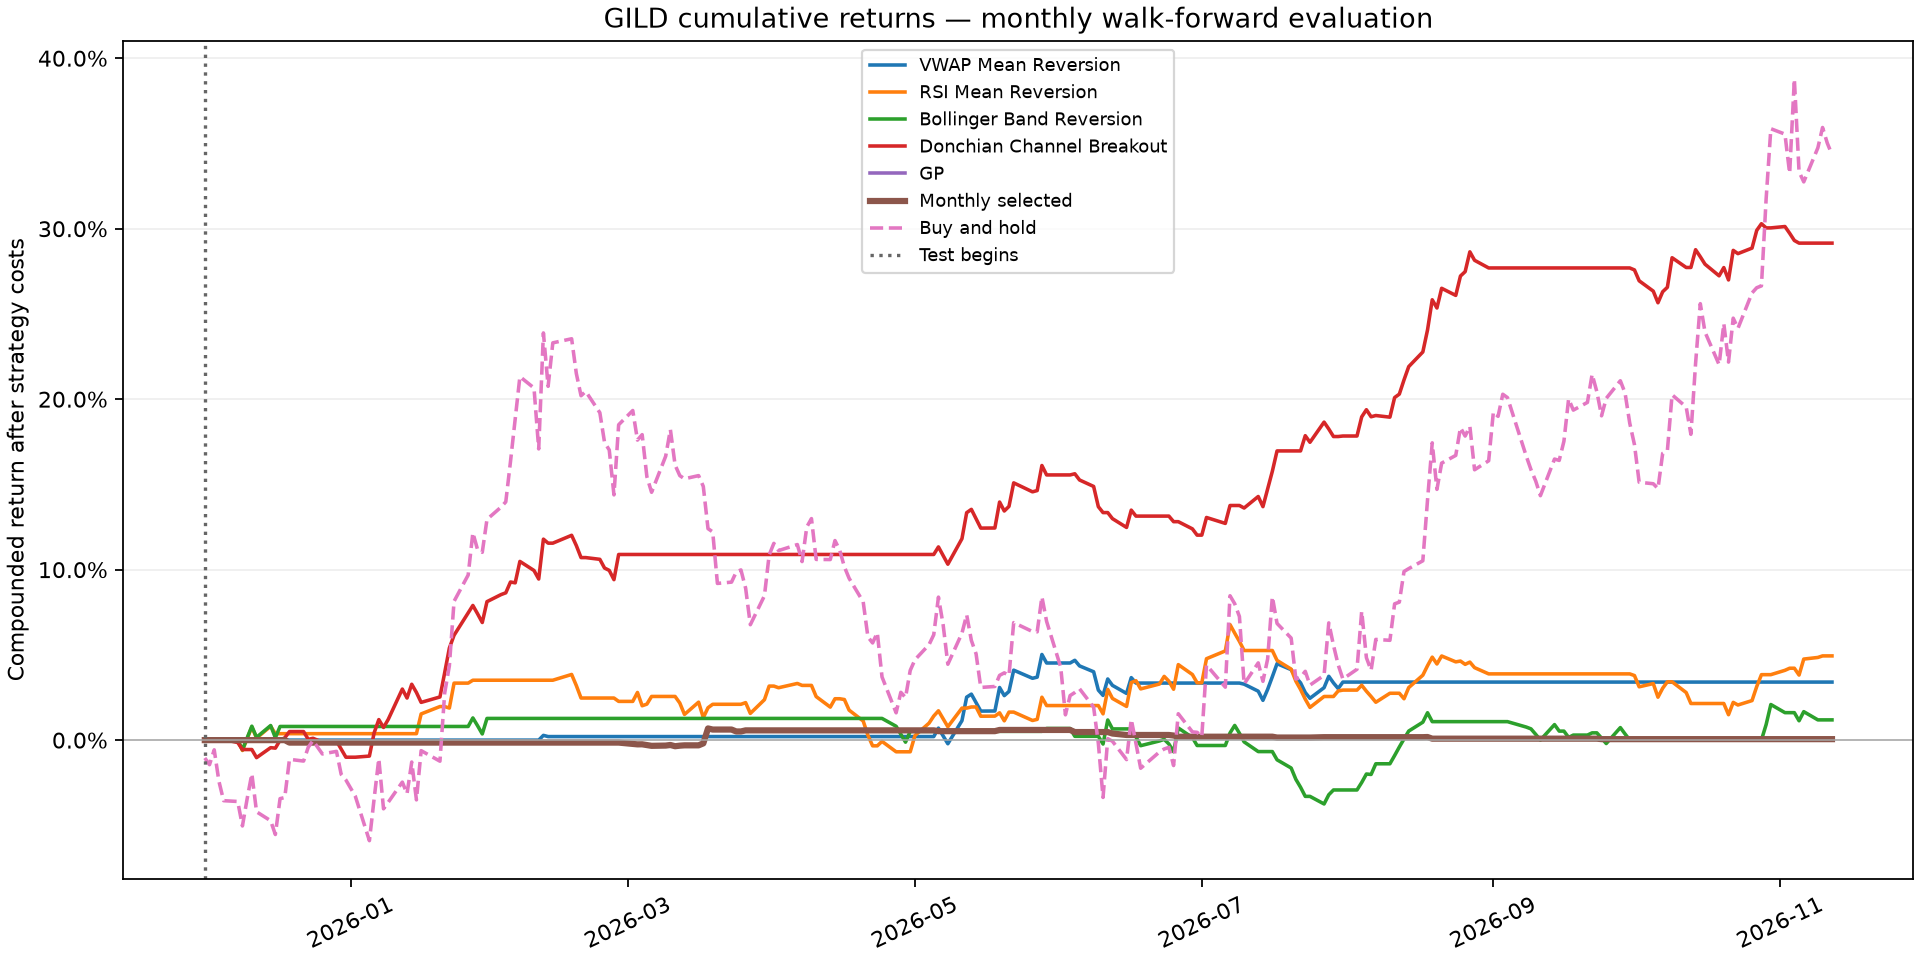 GILD cumulative returns — monthly walk-forward evaluation
Compounded return after strategy costs
40.0%
30.0%
20.0%
10.0%
0.0%
VWAP Mean Reversion
RSI Mean Reversion
Bollinger Band Reversion
Donchian Channel Breakout
GP
Monthly selected
Buy and hold
Test begins
2026-01
2026-03
2026-05
2026-07
2026-09
2026-11